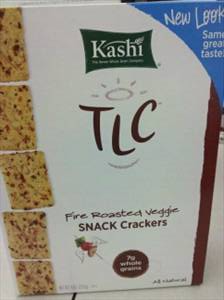 New Look
Same
great
taste!
Kashi
The Seven Whole Grain Company
TLC
Fire Roasted Veggie
SNACK Crackers
7g
whole
grains
All Natural